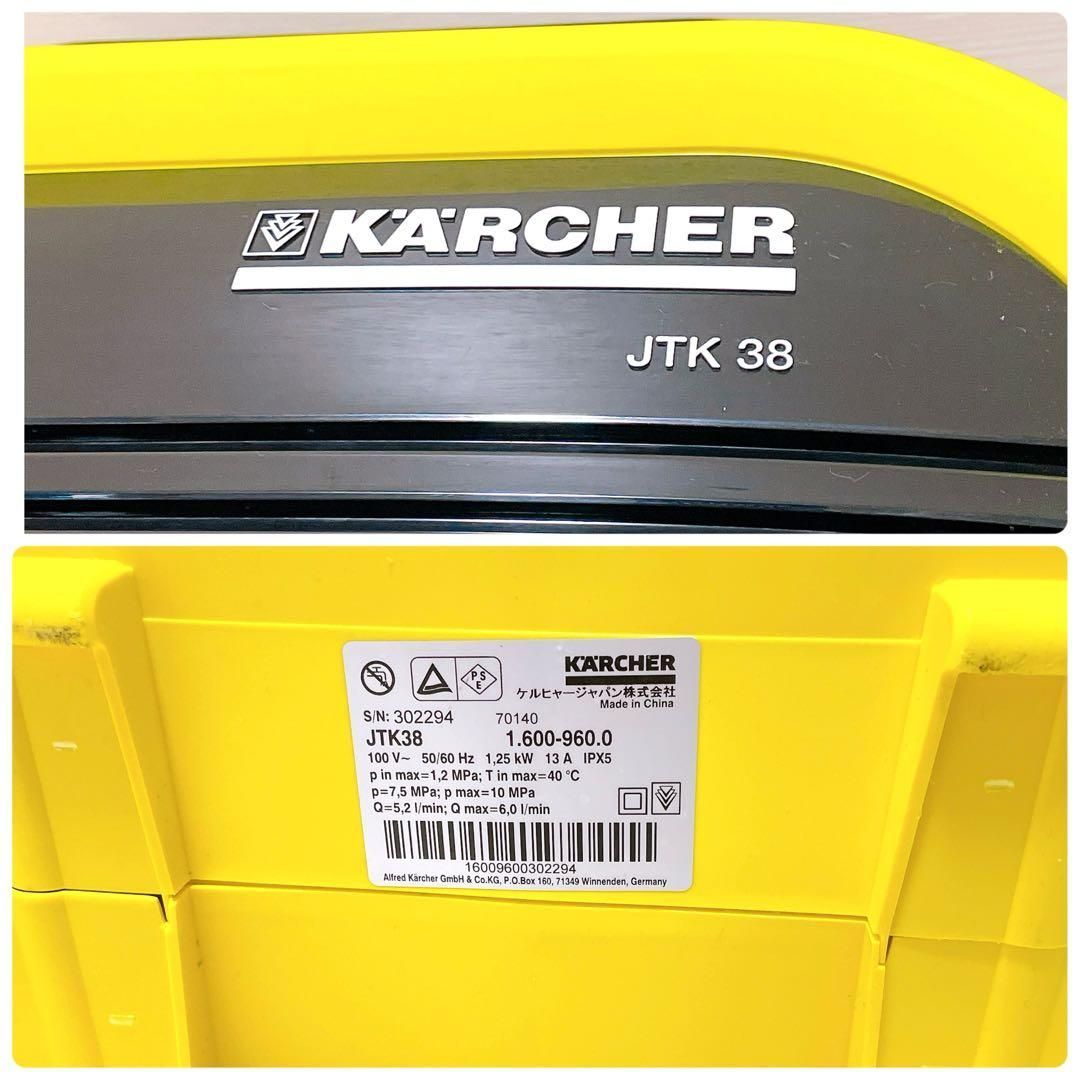 KÄRCHER
JTK 38
PS
E
KÄRCHER
ケルヒャージャパン株式会社
Made in China
S/N: 302294 70140
JTK38 1.600-960.0
100 V~ 50/60 Hz 1,25 kW 13 A IPX5
p in max=1,2 MPa; T in max=40 °C
p=7,5 MPa; p max=10 MPa
Q=5,2 l/min; Q max=6,0 l/min
16009600302294
Alfred Kärcher GmbH & Co.KG, P.O.Box 160, 71349 Winnenden, Germany